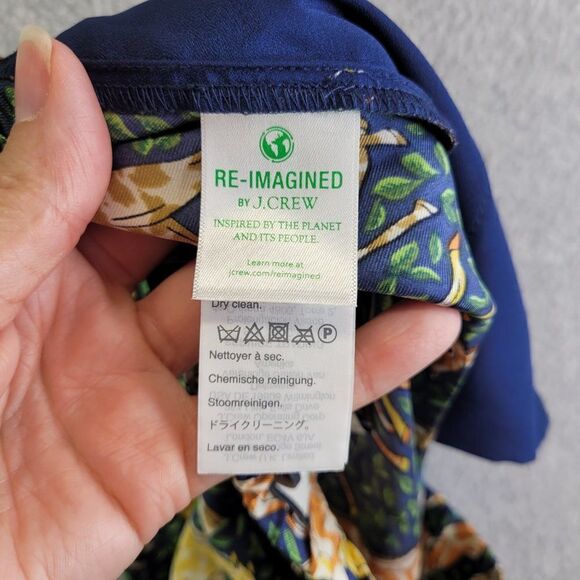 RE-IMAGINED
BY J.CREW
INSPIRED BY THE PLANET
AND ITS PEOPLE.
Learn more at
jcrew.com/reimagined
Dry clean.
P
Nettoyer à sec.
Chemische reinigung.
Stoomreinigen.
ドライクリーニング。
Lavar en seco.